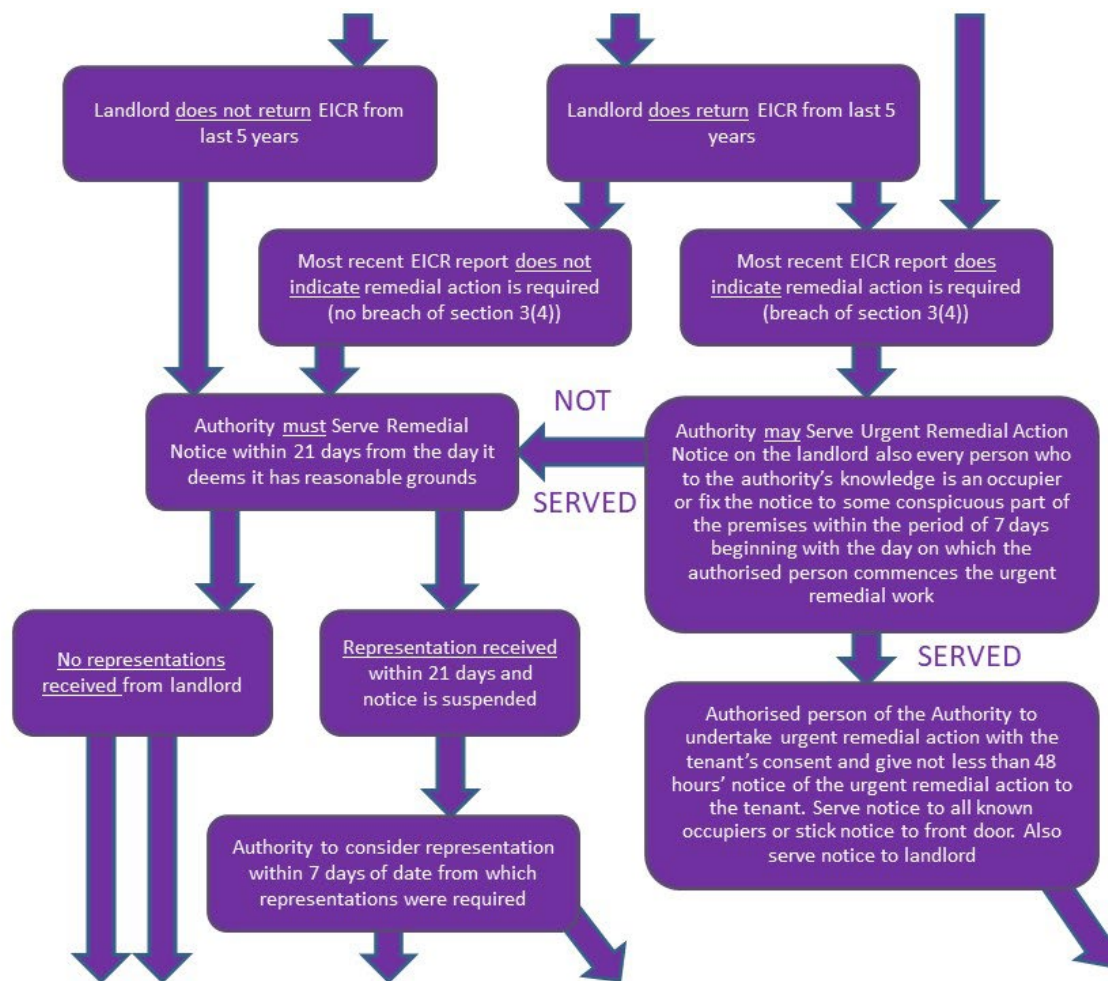 Landlord does not return EICR from
last 5 years
Landlord does return EICR from last 5
years
Most recent EICR report does not
indicate remedial action is required
(no breach of section 3(4))
Most recent EICR report does
indicate remedial action is required
(breach of section 3(4))
Authority must Serve Remedial
Notice within 21 days from the day it
deems it has reasonable grounds
NOT
SERVED
Authority may Serve Urgent Remedial Action
Notice on the landlord also every person who
to the authority's knowledge is an occupier
or fix the notice to some conspicuous part of
the premises within the period of 7 days
beginning with the day on which the
authorised person commences the urgent
remedial work
No representations
received from landlord
Representation received
within 21 days and
notice is suspended
SERVED
Authorised person of the Authority to
undertake urgent remedial action with the
tenant's consent and give not less than 48
hours' notice of the urgent remedial action to
the tenant. Serve notice to all known
occupiers or stick notice to front door. Also
serve notice to landlord
Authority to consider representation
within 7 days of date from which
representations were required